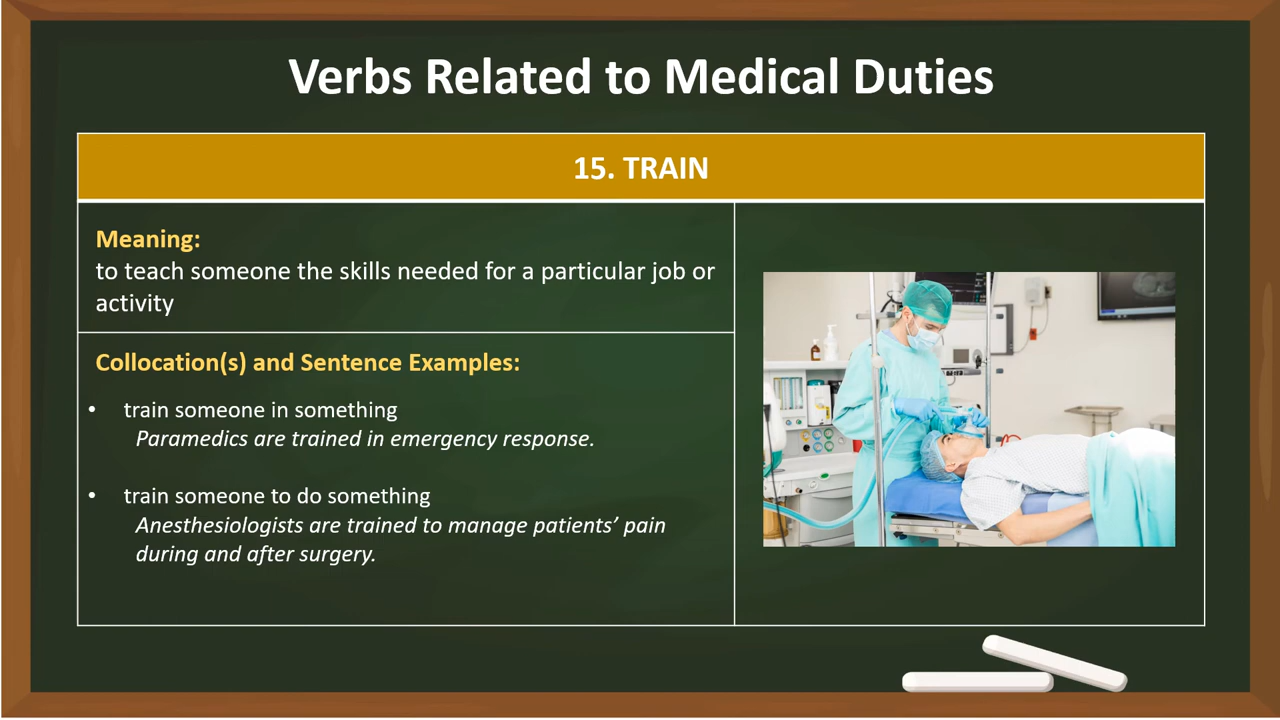 Verbs Related to Medical Duties
15. TRAIN
Meaning:
to teach someone the skills needed for a particular job or
activity
Collocation(s) and Sentence Examples:
• train someone in something
Paramedics are trained in emergency response.
• train someone to do something
Anesthesiologists are trained to manage patients’ pain
during and after surgery.